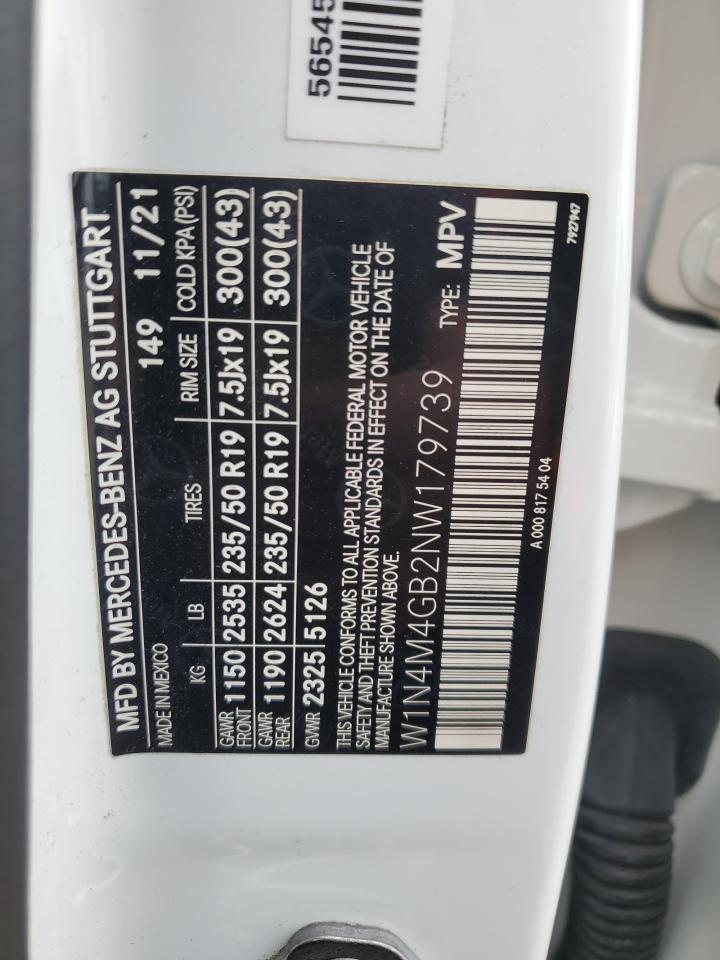 56545
MFD BY MERCEDES-BENZ AG STUTTGART
MADE IN MEXICO 149 11/21
KG LB TIRES RIM SIZE COLD KPA(PSI)
GAWR FRONT 1150 2535 235/50 R19 7.5Jx19 300(43)
GAWR REAR 1190 2624 235/50 R19 7.5Jx19 300(43)
GVWR 2325 5126
THIS VEHICLE CONFORMS TO ALL APPLICABLE FEDERAL MOTOR VEHICLE
SAFETY AND THEFT PREVENTION STANDARDS IN EFFECT ON THE DATE OF
MANUFACTURE SHOWN ABOVE.
W1N4M4GB2NW179739 TYPE: MPV
A 000 817 54 04 7927947